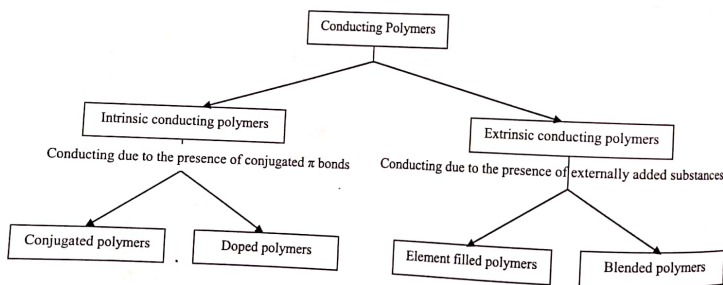 Conducting Polymers
Intrinsic conducting polymers
Extrinsic conducting polymers
Conducting due to the presence of conjugated π bonds
Conducting due to the presence of externally added substances
Conjugated polymers
Doped polymers
Element filled polymers
Blended polymers